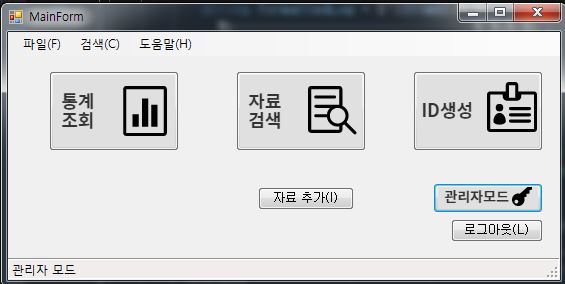 MainForm
파일(F) 검색(C) 도움말(H)
통계
조회
자료
검색
ID생성
자료 추가(I)
관리자모드
로그아웃(L)
관리자 모드